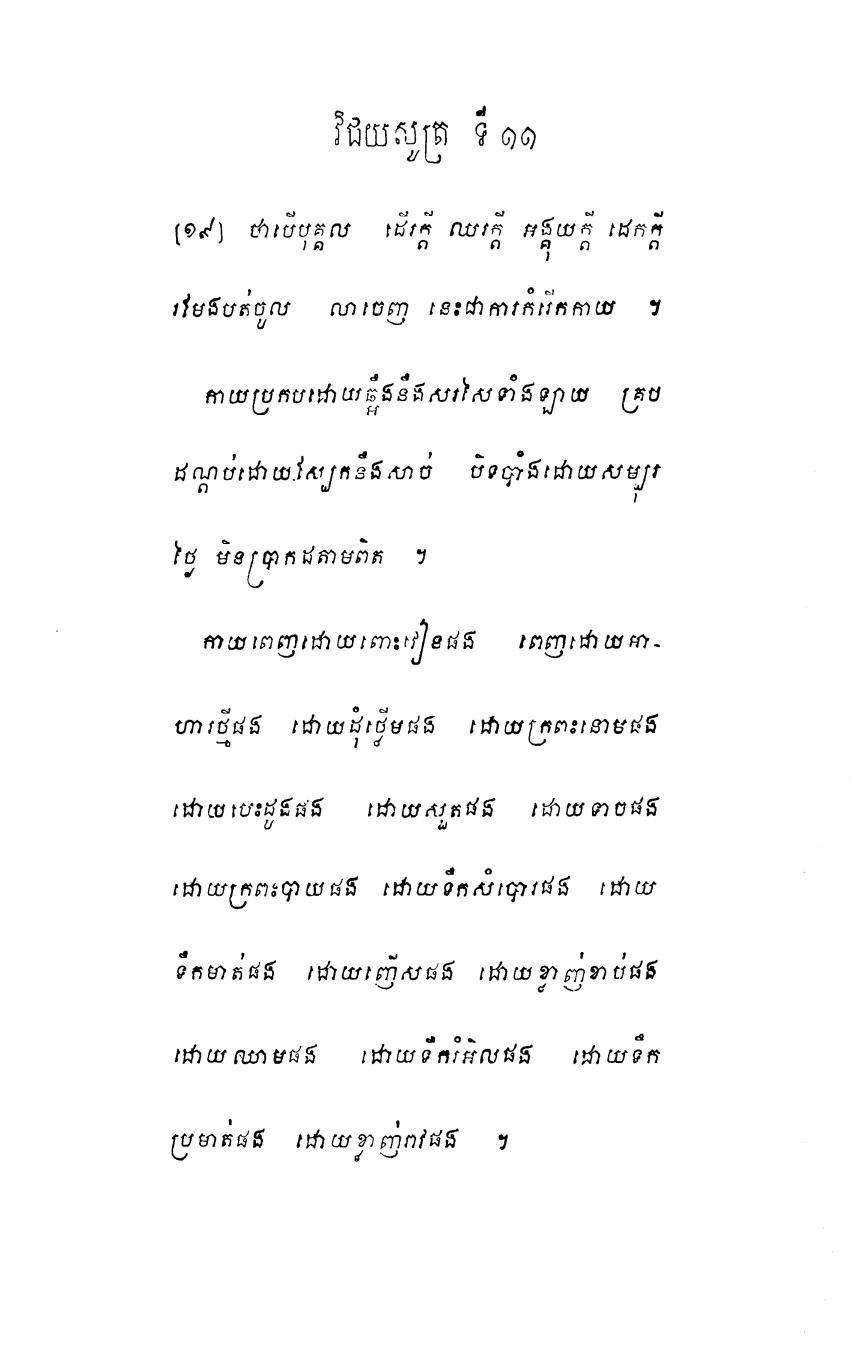 វិជយសូត្រ ទី ១១
[១៩] ថាបើបុគ្គល ដើរក្តី ឈរក្តី អង្គុយក្តី ដេកក្តី
រមែងបត់ចូល លាចេញ នេះជាការកំរើកកាយ ។
កាយប្រកបដោយឆ្អឹងនឹងសរសៃទាំងឡាយ គ្រប
ដណ្តប់ដោយស្បែកនឹងសាច់ បិទបាំងដោយសម្បុរ
ថ្លៃ មិនប្រាកដតាមពិត ។
កាយពេញដោយពោះវៀនផង ពេញដោយអា-
ហារថ្មីផង ដោយដុំថ្លើមផង ដោយក្រពះនោមផង
ដោយបេះដូងផង ដោយសួតផង ដោយទាចផង
ដោយក្រពះបាយផង ដោយទឹកសំបោរផង ដោយ
ទឹកមាត់ផង ដោយញើសផង ដោយខ្លាញ់ខាប់ផង
ដោយឈាមផង ដោយទឹករំអិលផង ដោយទឹក
ប្រមាត់ផង ដោយខ្លាញ់រាវផង ។